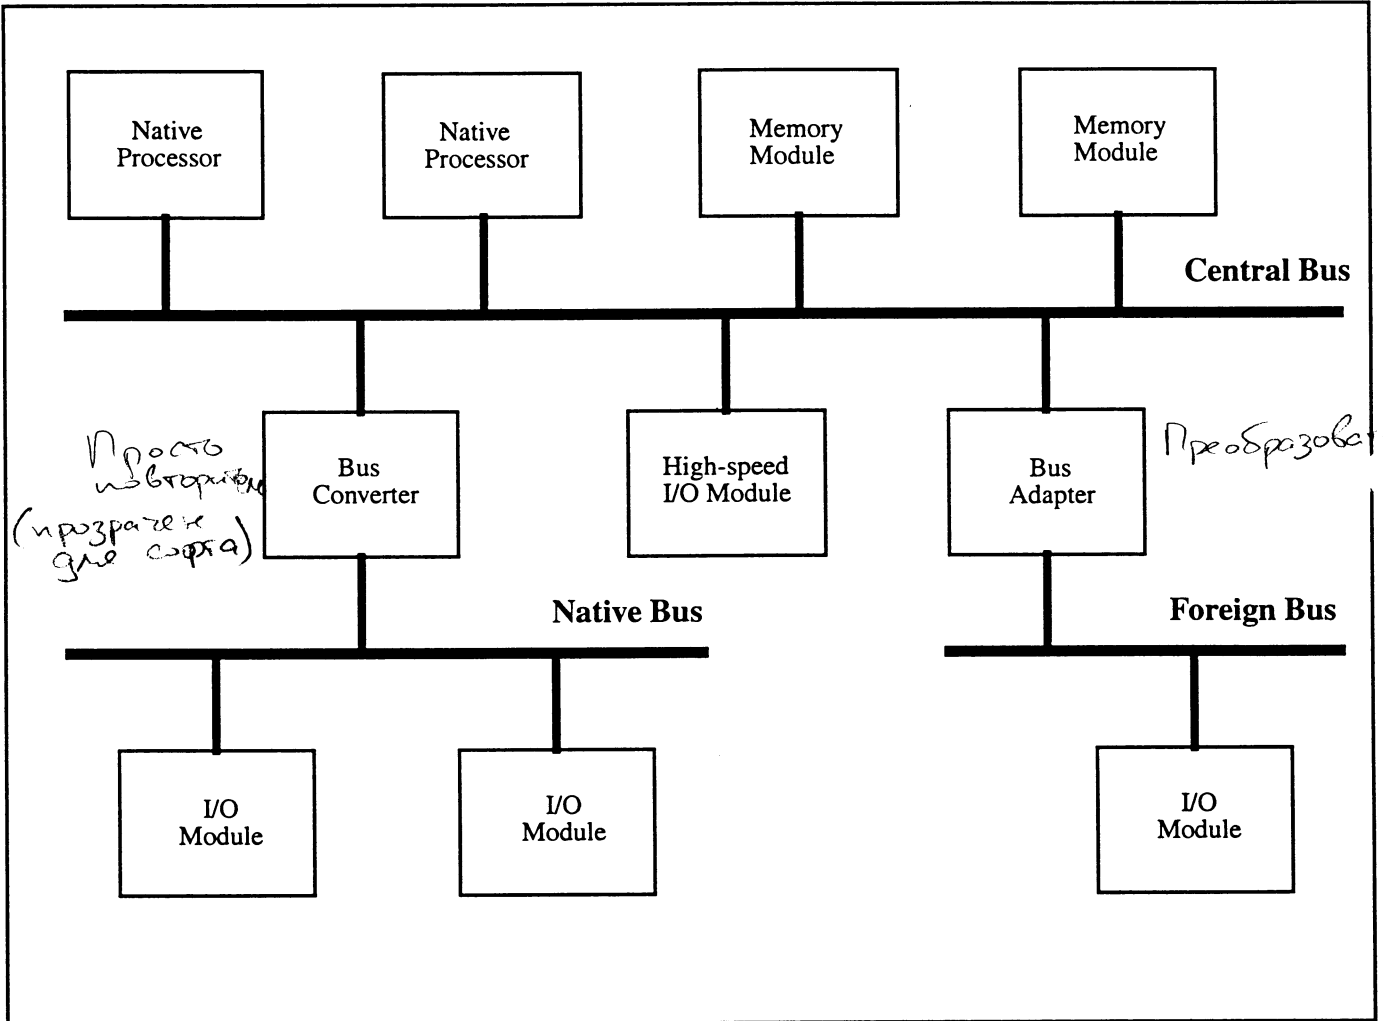 Native
Processor
Native
Processor
Memory
Module
Memory
Module
Central Bus
Просто
(прозрачен
для софта)
Bus
Converter
High-speed
I/O Module
Bus
Adapter
Преобразоват
Native Bus
Foreign Bus
I/O
Module
I/O
Module
I/O
Module